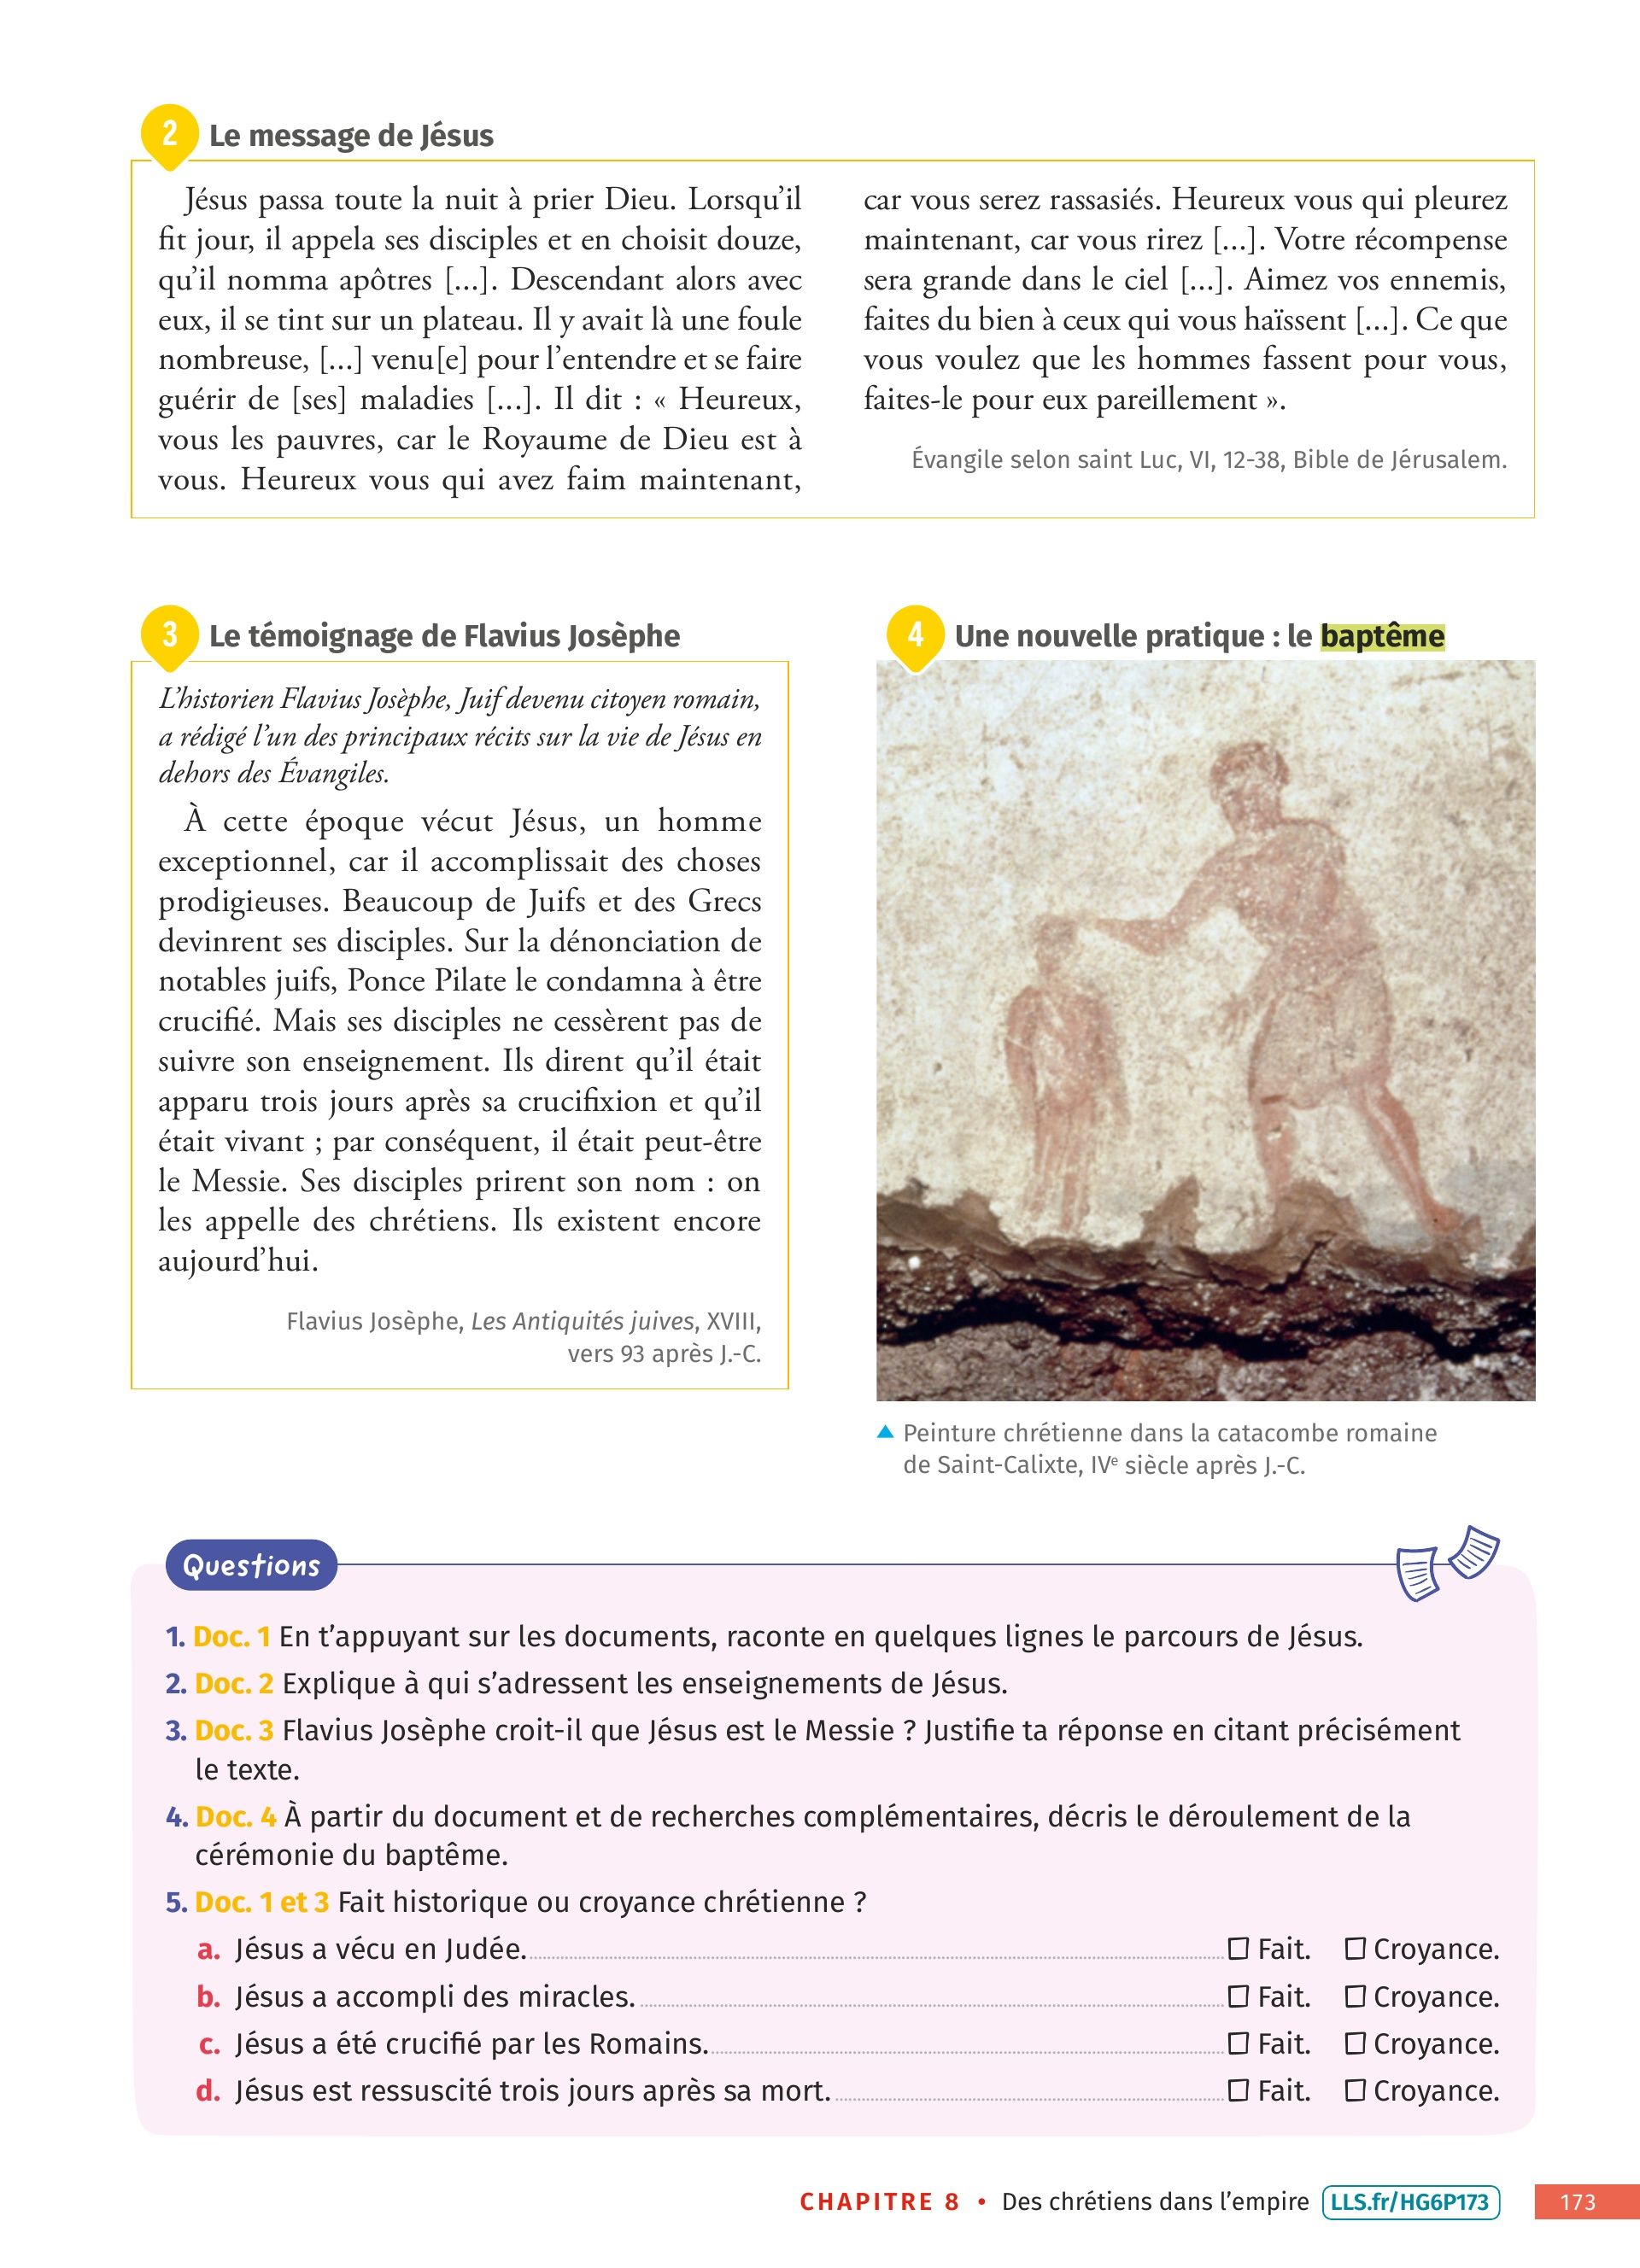 2 Le message de Jésus
Jésus passa toute la nuit à prier Dieu. Lorsqu'il
fit jour, il appela ses disciples et en choisit douze,
qu'il nomma apôtres [...]. Descendant alors avec
eux, il se tint sur un plateau. Il y avait là une foule
nombreuse, [...] venu[e] pour l'entendre et se faire
guérir de [ses] maladies [...]. Il dit : « Heureux,
vous les pauvres, car le Royaume de Dieu est à
vous. Heureux vous qui avez faim maintenant,
car vous serez rassasiés. Heureux vous qui pleurez
maintenant, car vous rirez [...]. Votre récompense
sera grande dans le ciel [...]. Aimez vos ennemis,
faites du bien à ceux qui vous haïssent [...]. Ce que
vous voulez que les hommes fassent pour vous,
faites-le pour eux pareillement ».
Évangile selon saint Luc, VI, 12-38, Bible de Jérusalem.
3 Le témoignage de Flavius Josèphe
L'historien Flavius Josèphe, Juif devenu citoyen romain,
a rédigé l'un des principaux récits sur la vie de Jésus en
dehors des Évangiles.
À cette époque vécut Jésus, un homme
exceptionnel, car il accomplissait des choses
prodigieuses. Beaucoup de Juifs et des Grecs
devinrent ses disciples. Sur la dénonciation de
notables juifs, Ponce Pilate le condamna à être
crucifié. Mais ses disciples ne cessèrent pas de
suivre son enseignement. Ils dirent qu'il était
apparu trois jours après sa crucifixion et qu'il
était vivant ; par conséquent, il était peut-être
le Messie. Ses disciples prirent son nom : on
les appelle des chrétiens. Ils existent encore
aujourd'hui.
Flavius Josèphe, Les Antiquités juives, XVIII,
vers 93 après J.-C.
4 Une nouvelle pratique : le baptême
Peinture chrétienne dans la catacombe romaine
de Saint-Calixte, IVe siècle après J.-C.
Questions
1. Doc. 1 En t'appuyant sur les documents, raconte en quelques lignes le parcours de Jésus.
2. Doc. 2 Explique à qui s'adressent les enseignements de Jésus.
3. Doc. 3 Flavius Josèphe croit-il que Jésus est le Messie ? Justifie ta réponse en citant précisément
le texte.
4. Doc. 4 À partir du document et de recherches complémentaires, décris le déroulement de la
cérémonie du baptême.
5. Doc. 1 et 3 Fait historique ou croyance chrétienne ?
a. Jésus a vécu en Judée. Fait. Croyance.
b. Jésus a accompli des miracles. Fait. Croyance.
c. Jésus a été crucifié par les Romains. Fait. Croyance.
d. Jésus est ressuscité trois jours après sa mort. Fait. Croyance.
CHAPITRE 8 • Des chrétiens dans l'empire LLS.fr/HG6P173 173